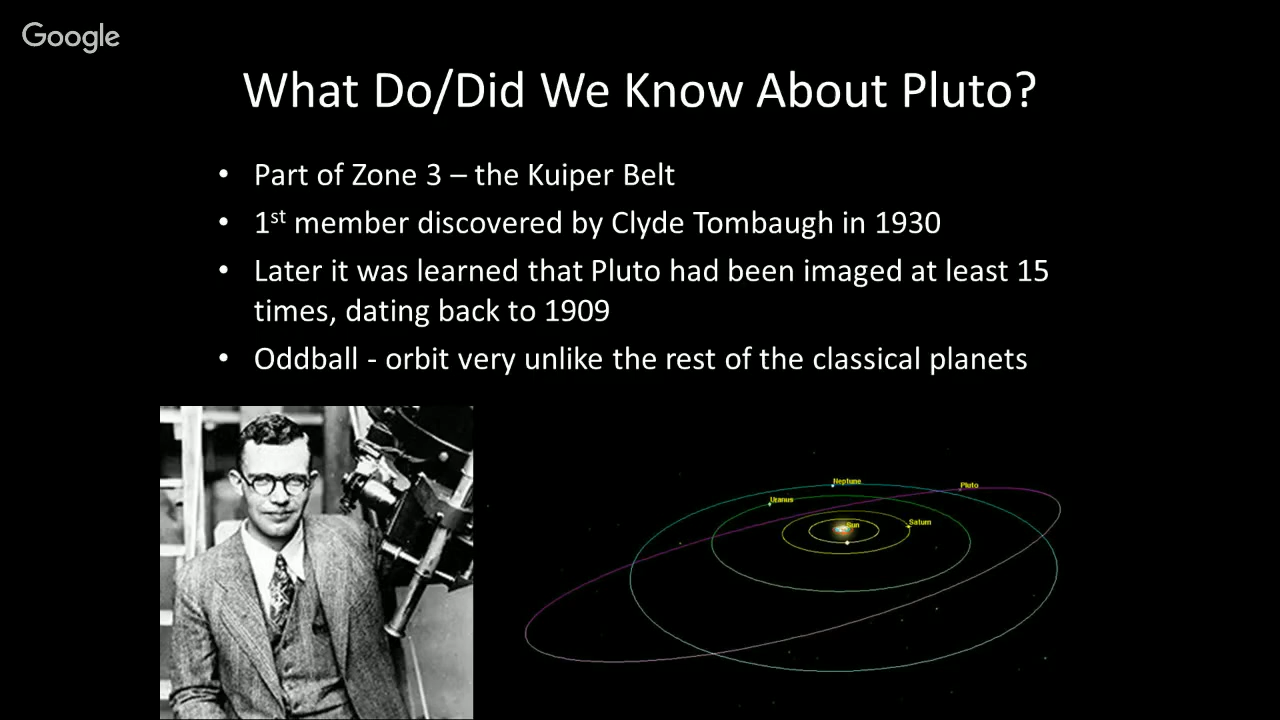 Google
What Do/Did We Know About Pluto?
• Part of Zone 3 – the Kuiper Belt
• 1st member discovered by Clyde Tombaugh in 1930
• Later it was learned that Pluto had been imaged at least 15
times, dating back to 1909
• Oddball - orbit very unlike the rest of the classical planets
Neptune
Pluto
Uranus
Saturn
Sun